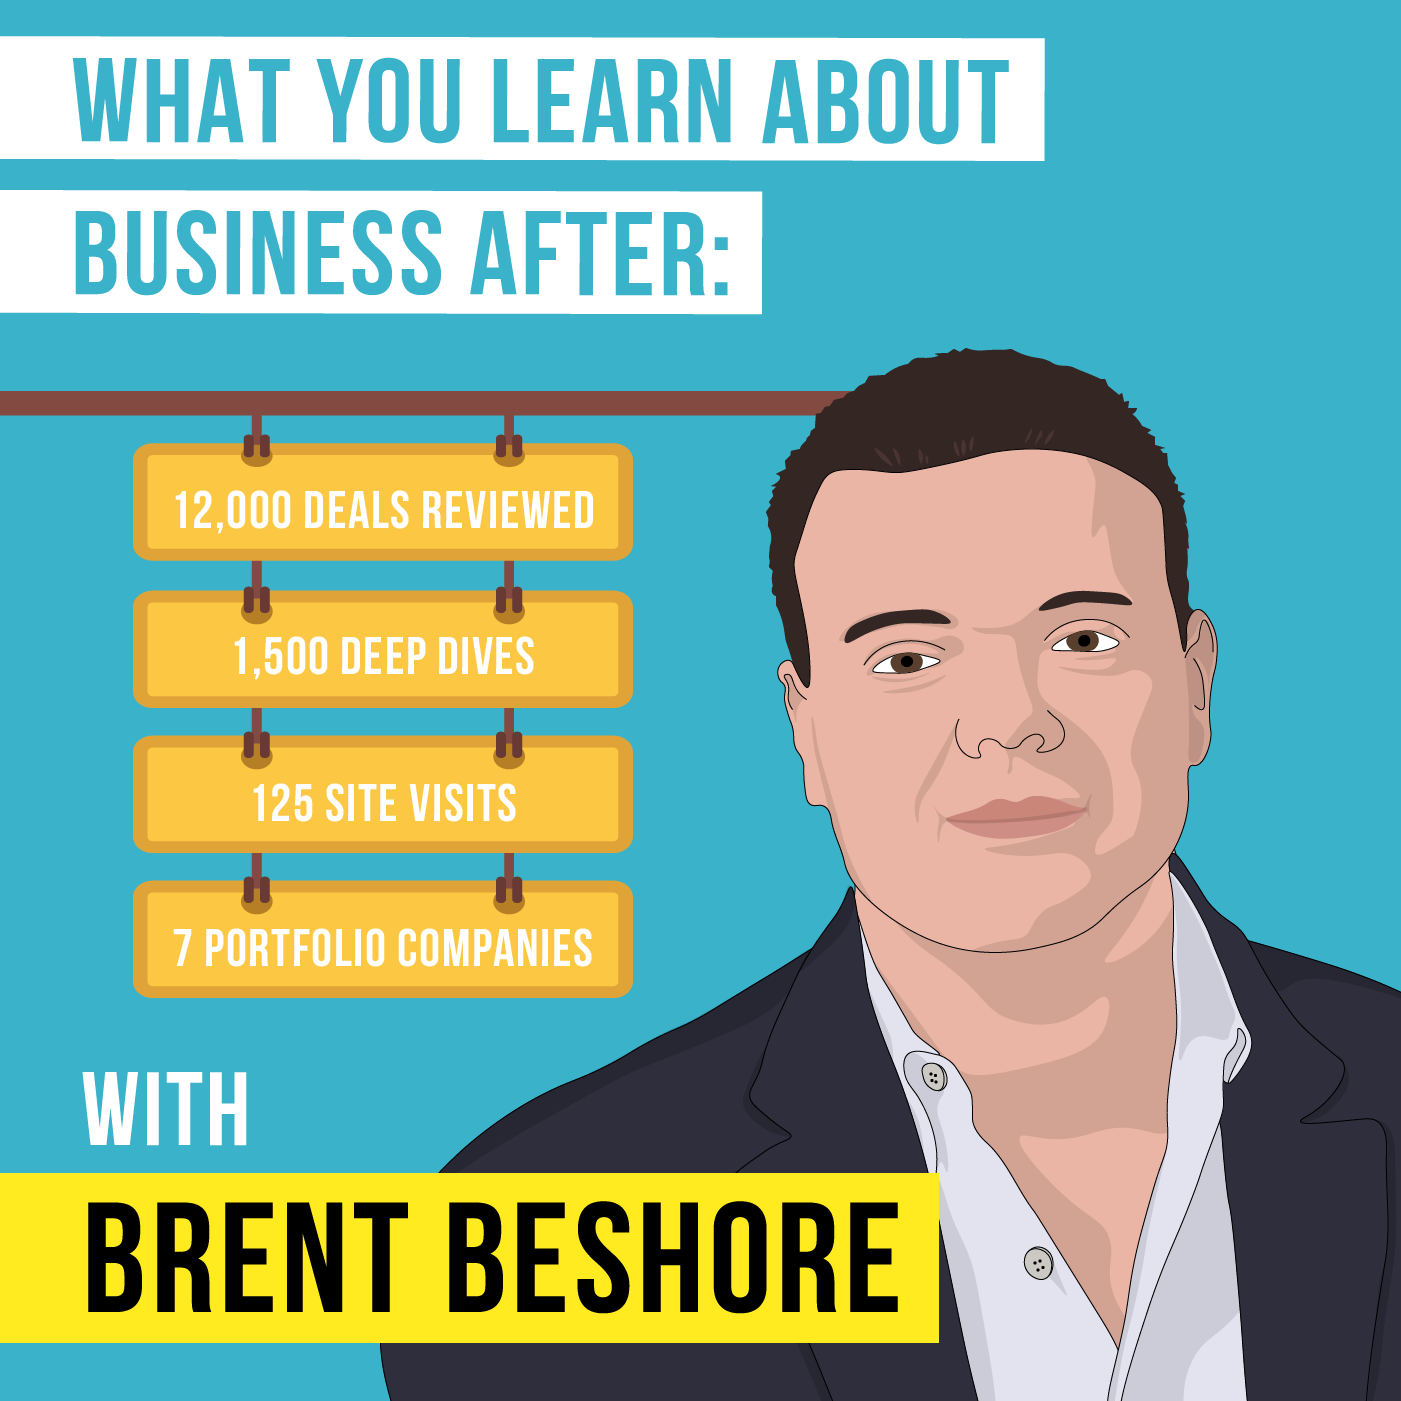 WHAT YOU LEARN ABOUT
BUSINESS AFTER:
12,000 DEALS REVIEWED
1,500 DEEP DIVES
125 SITE VISITS
7 PORTFOLIO COMPANIES
WITH
BRENT BESHORE